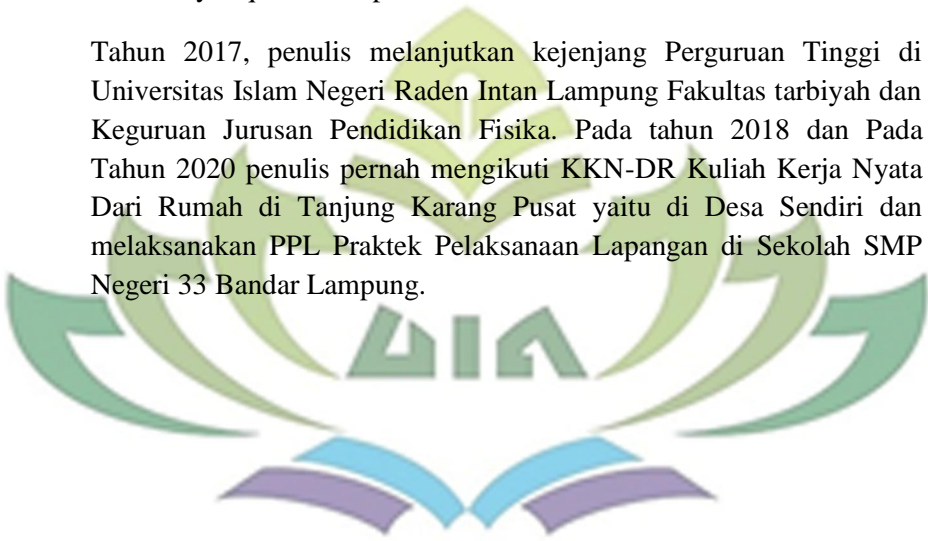 Tahun 2017, penulis melanjutkan kejenjang Perguruan Tinggi di
Universitas Islam Negeri Raden Intan Lampung Fakultas tarbiyah dan
Keguruan Jurusan Pendidikan Fisika. Pada tahun 2018 dan Pada
Tahun 2020 penulis pernah mengikuti KKN-DR Kuliah Kerja Nyata
Dari Rumah di Tanjung Karang Pusat yaitu di Desa Sendiri dan
melaksanakan PPL Praktek Pelaksanaan Lapangan di Sekolah SMP
Negeri 33 Bandar Lampung.
UIN